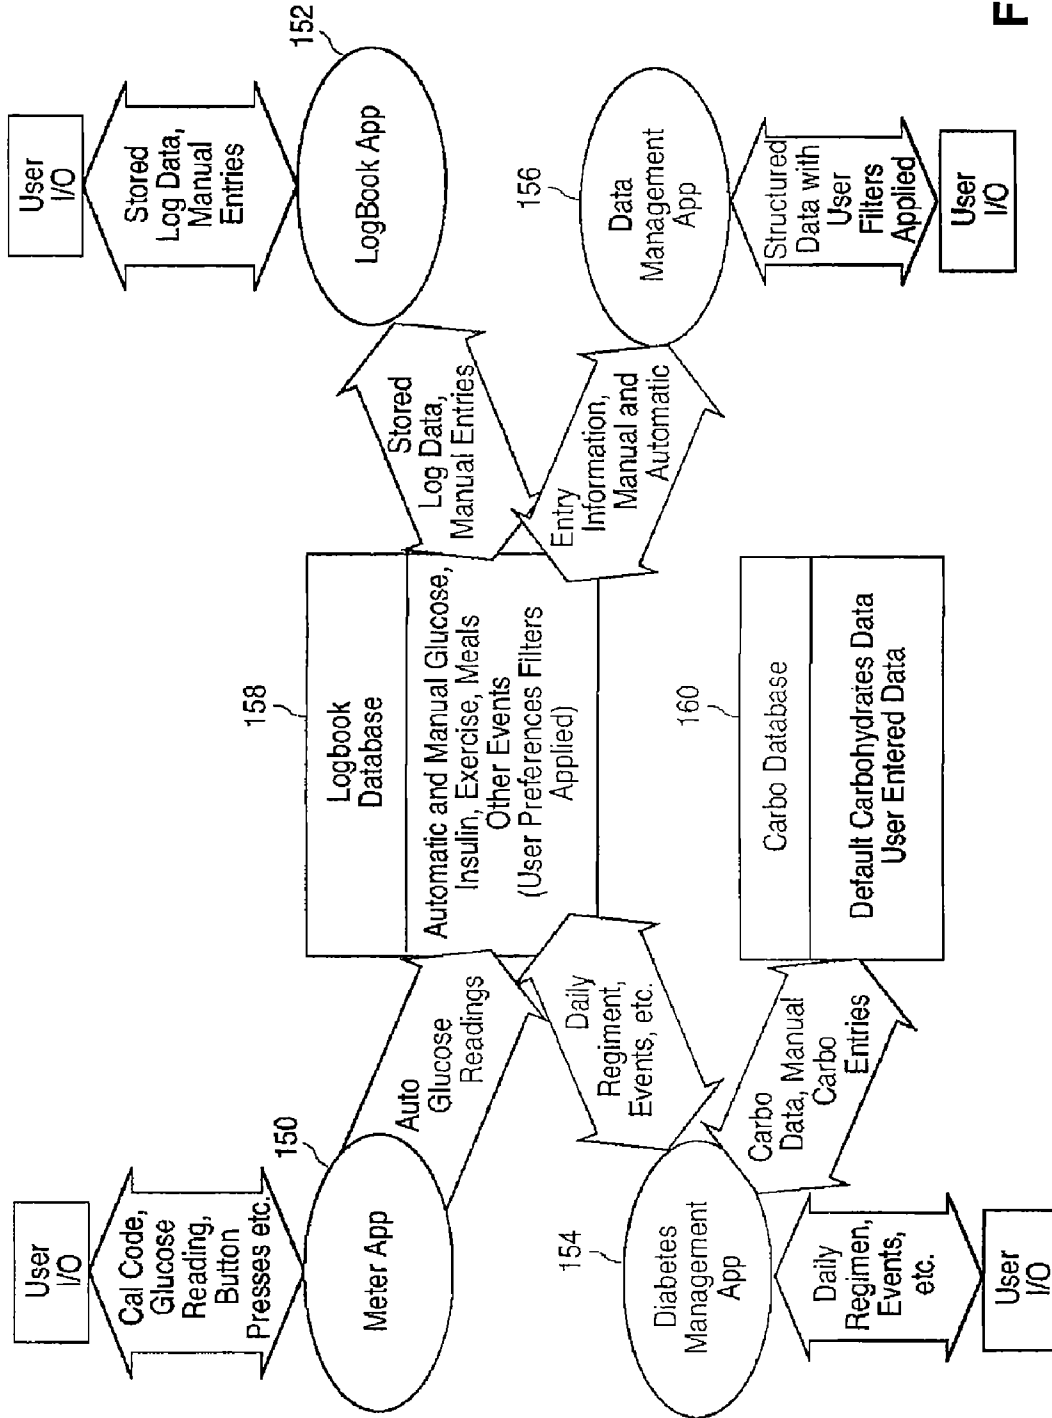 User
I/O
Cal Code,
Glucose
Reading,
Button
Presses etc.
150
Meter App
Auto
Glucose
Readings
158
Logbook
Database
Automatic and Manual Glucose,
Insulin, Exercise, Meals
Other Events
(User Preferences Filters
Applied)
User
I/O
Stored
Log Data,
Manual
Entries
152
LogBook App
Stored
Log Data,
Manual Entries
Daily
Regiment,
Events, etc.
Entry
Information,
Manual and
Automatic
154
Diabetes
Management
App
156
Data
Management
App
160
Carbo Database
Default Carbohydrates Data
User Entered Data
Carbo
Data, Manual
Carbo
Entries
Daily
Regimen,
Events,
etc.
User
I/O
Structured
Data with
User
Filters
Applied
User
I/O
F